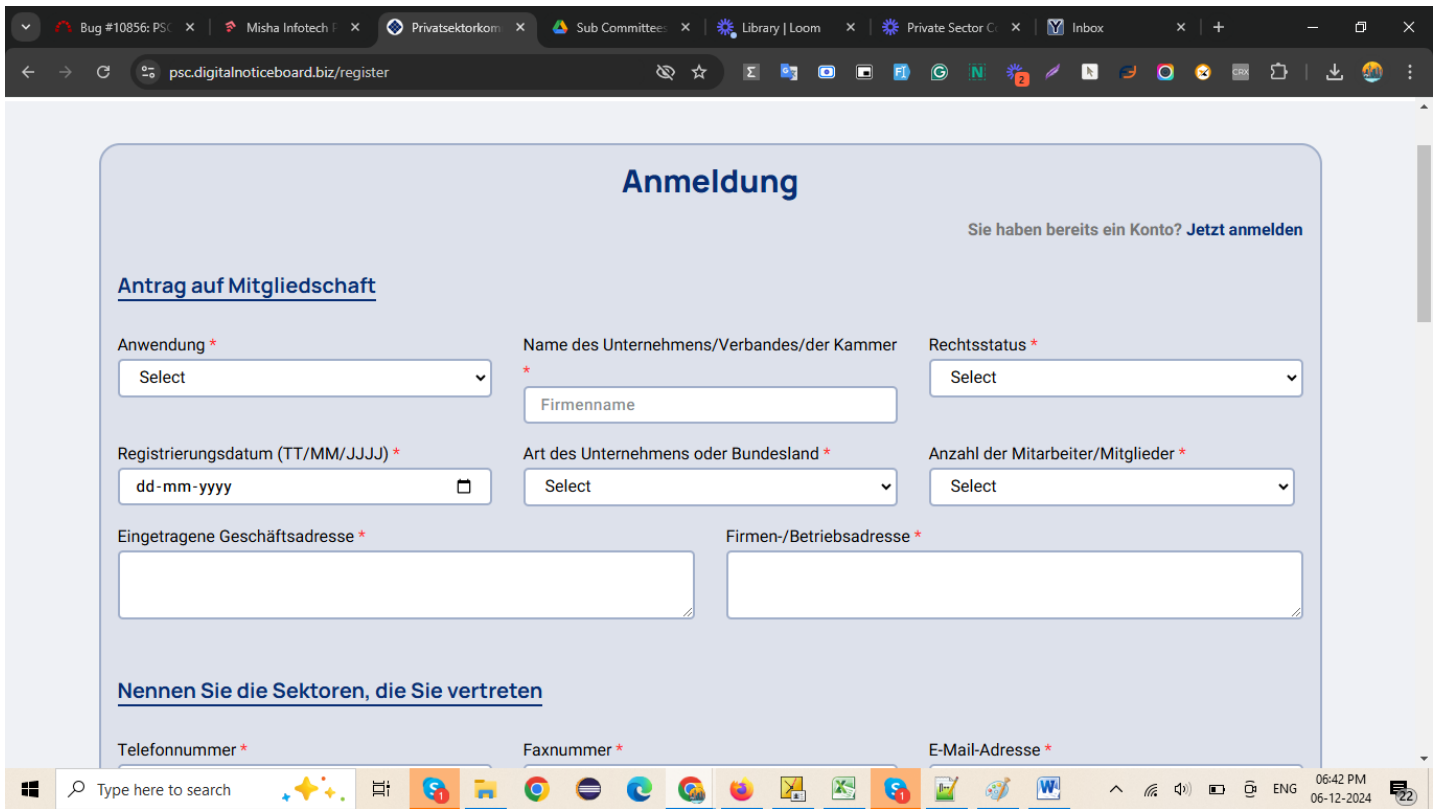 Bug #10856: PSC
Misha Infotech P
Privatsektorkom
Sub Committees
Library | Loom
Private Sector Co
Inbox
psc.digitalnoticeboard.biz/register
2
CRX
Anmeldung
Sie haben bereits ein Konto? Jetzt anmelden
Antrag auf Mitgliedschaft
Anwendung *
Name des Unternehmens/Verbandes/der Kammer
*
Rechtsstatus *
Select
Firmenname
Select
Registrierungsdatum (TT/MM/JJJJ) *
Art des Unternehmens oder Bundesland *
Anzahl der Mitarbeiter/Mitglieder *
dd-mm-yyyy
Select
Select
Eingetragene Geschäftsadresse *
Firmen-/Betriebsadresse *
Nennen Sie die Sektoren, die Sie vertreten
Telefonnummer *
Faxnummer *
E-Mail-Adresse *
Type here to search
ENG
06:42 PM
06-12-2024
22